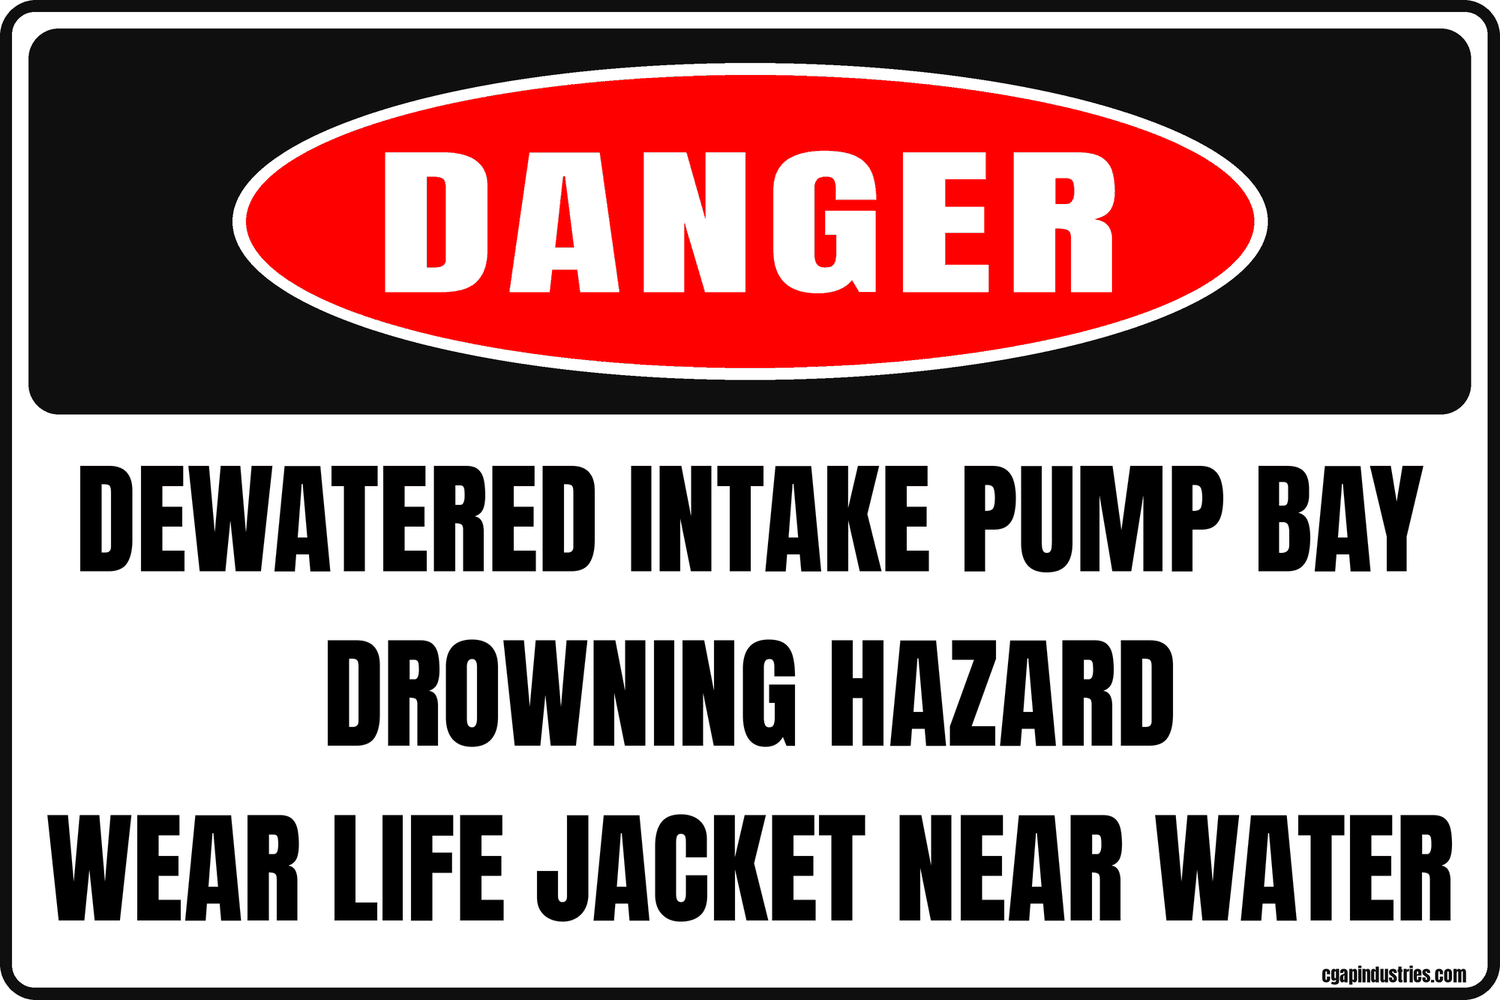 DANGER
DEWATERED INTAKE PUMP BAY
DROWNING HAZARD
WEAR LIFE JACKET NEAR WATER
cgapindustries.com